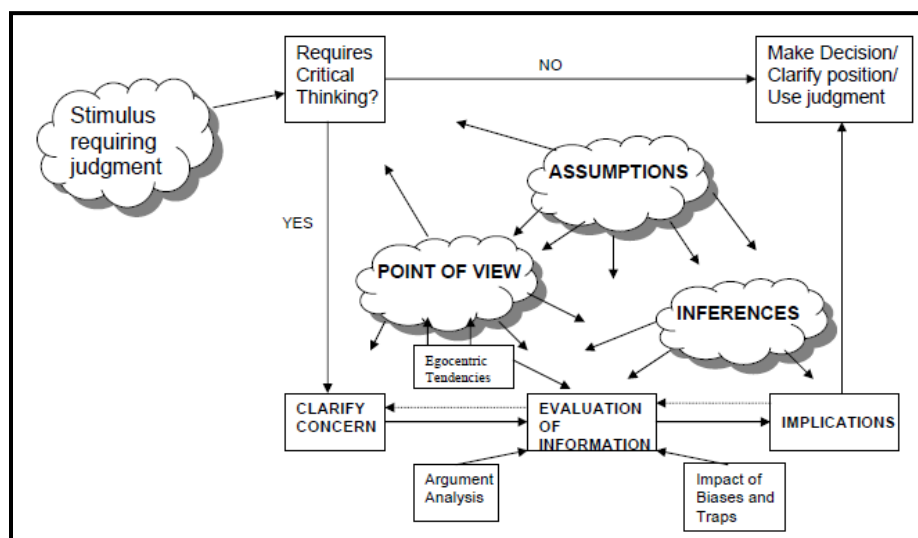 Requires
Critical
Thinking?
NO
Make Decision/
Clarify position/
Use judgment
Stimulus
requiring
judgment
ASSUMPTIONS
YES
POINT OF VIEW
INFERENCES
Egocentric
Tendencies
CLARIFY
CONCERN
EVALUATION
OF
INFORMATION
IMPLICATIONS
Argument
Analysis
Impact of
Biases and
Traps